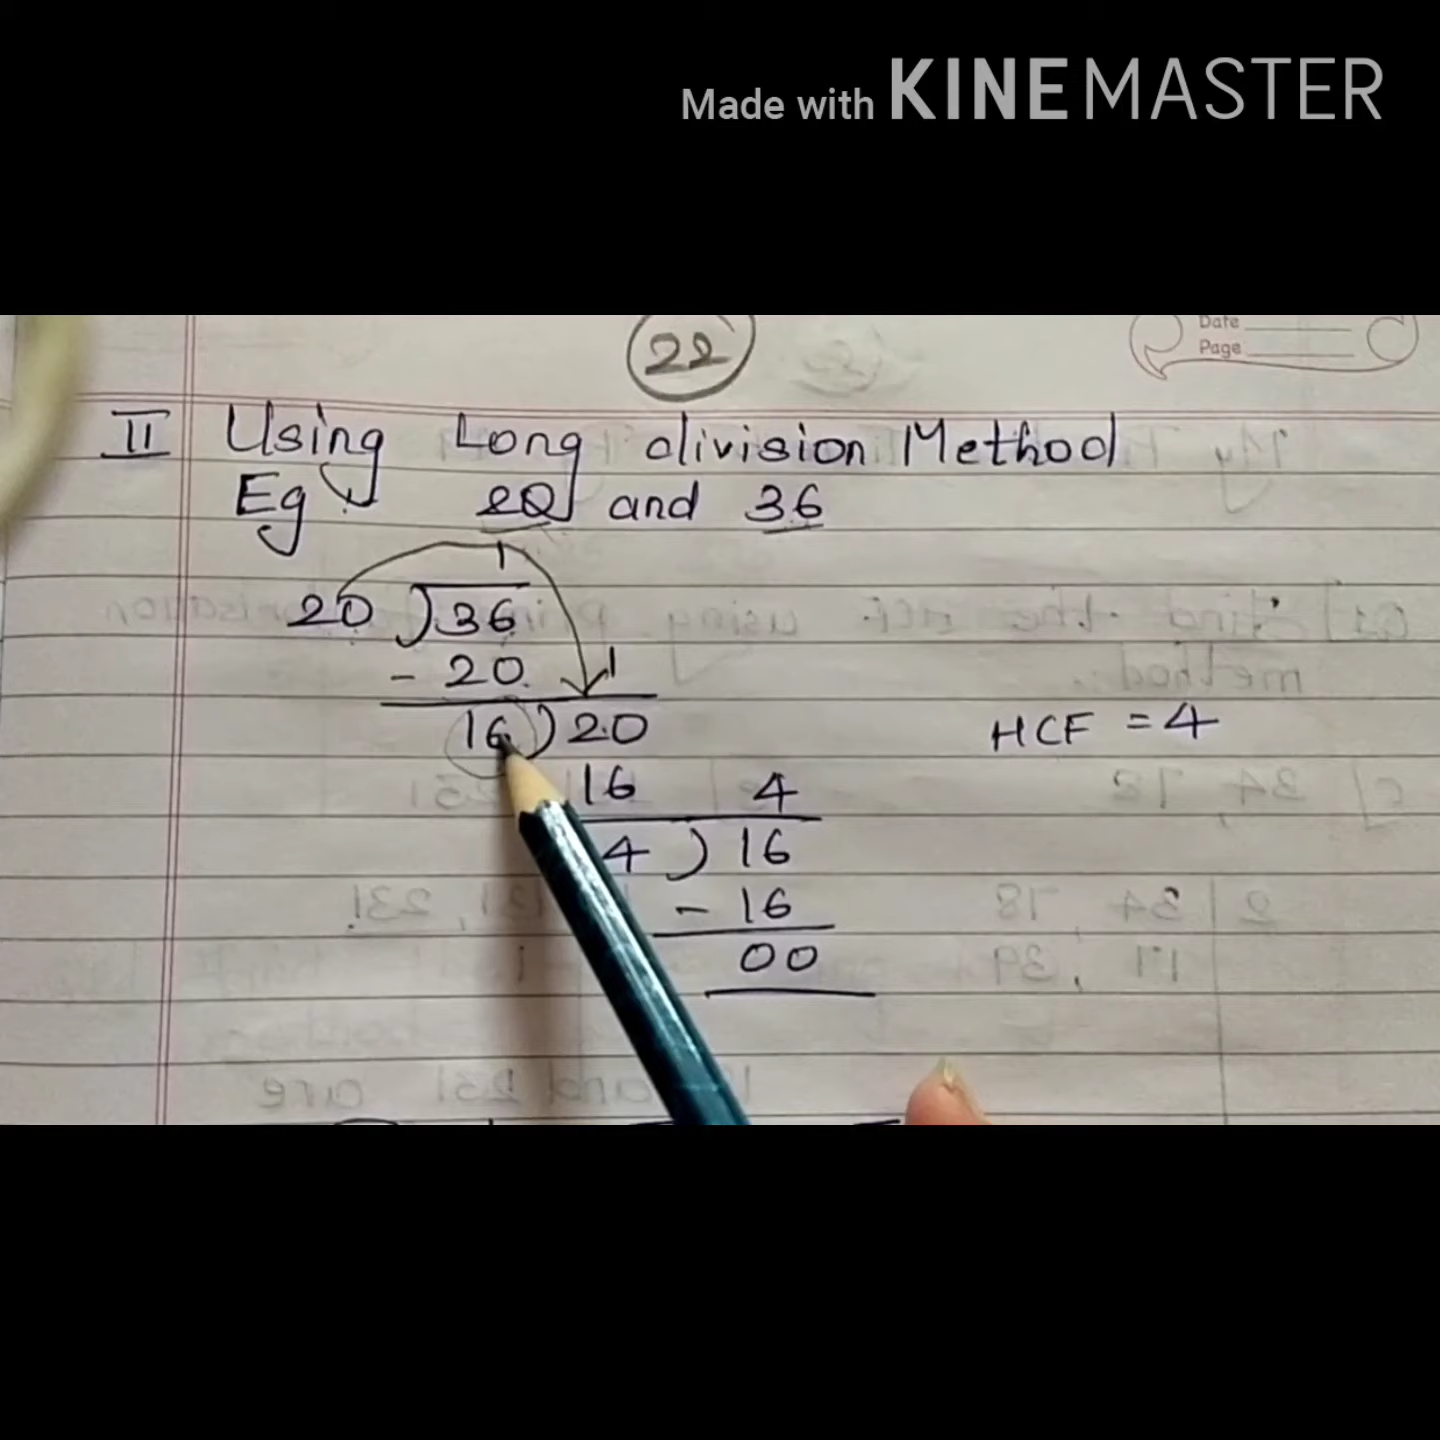 Made with KINEMASTER
22
Date
Page
II Using Long division Method
Eg 20 and 36
1
20 ) 36
- 20 1
16 ) 20
HCF = 4
16 4
4 ) 16
- 16
00